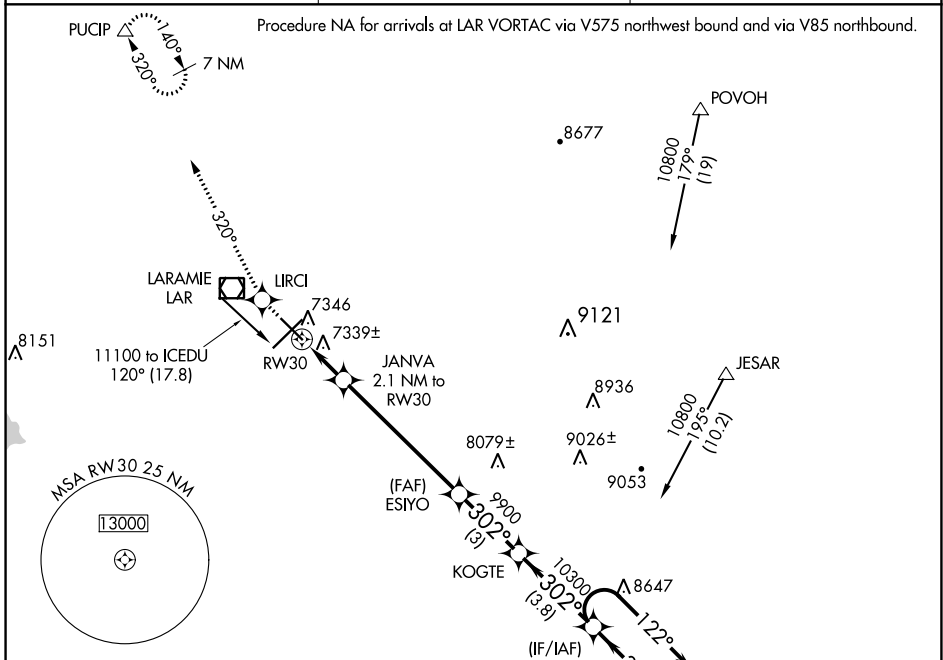 Procedure NA for arrivals at LAR VORTAC via V575 northwest bound and via V85 northbound.
PUCIP
140°
320°
7 NM
POVOH
8677
10800
179°
(19)
320°
LARAMIE
LAR
LIRCI
7346
7339±
9121
8151
11100 to ICEDU
120° (17.8)
RW30
JANVA
2.1 NM to
RW30
JESAR
8936
10800
195°
(10.2)
8079±
9026±
9053
MSA RW30 25 NM
13000
(FAF)
ESIYO
9900
302°
(3)
KOGTE
10300
302°
(3.8)
8647
122°
(IF/IAF)